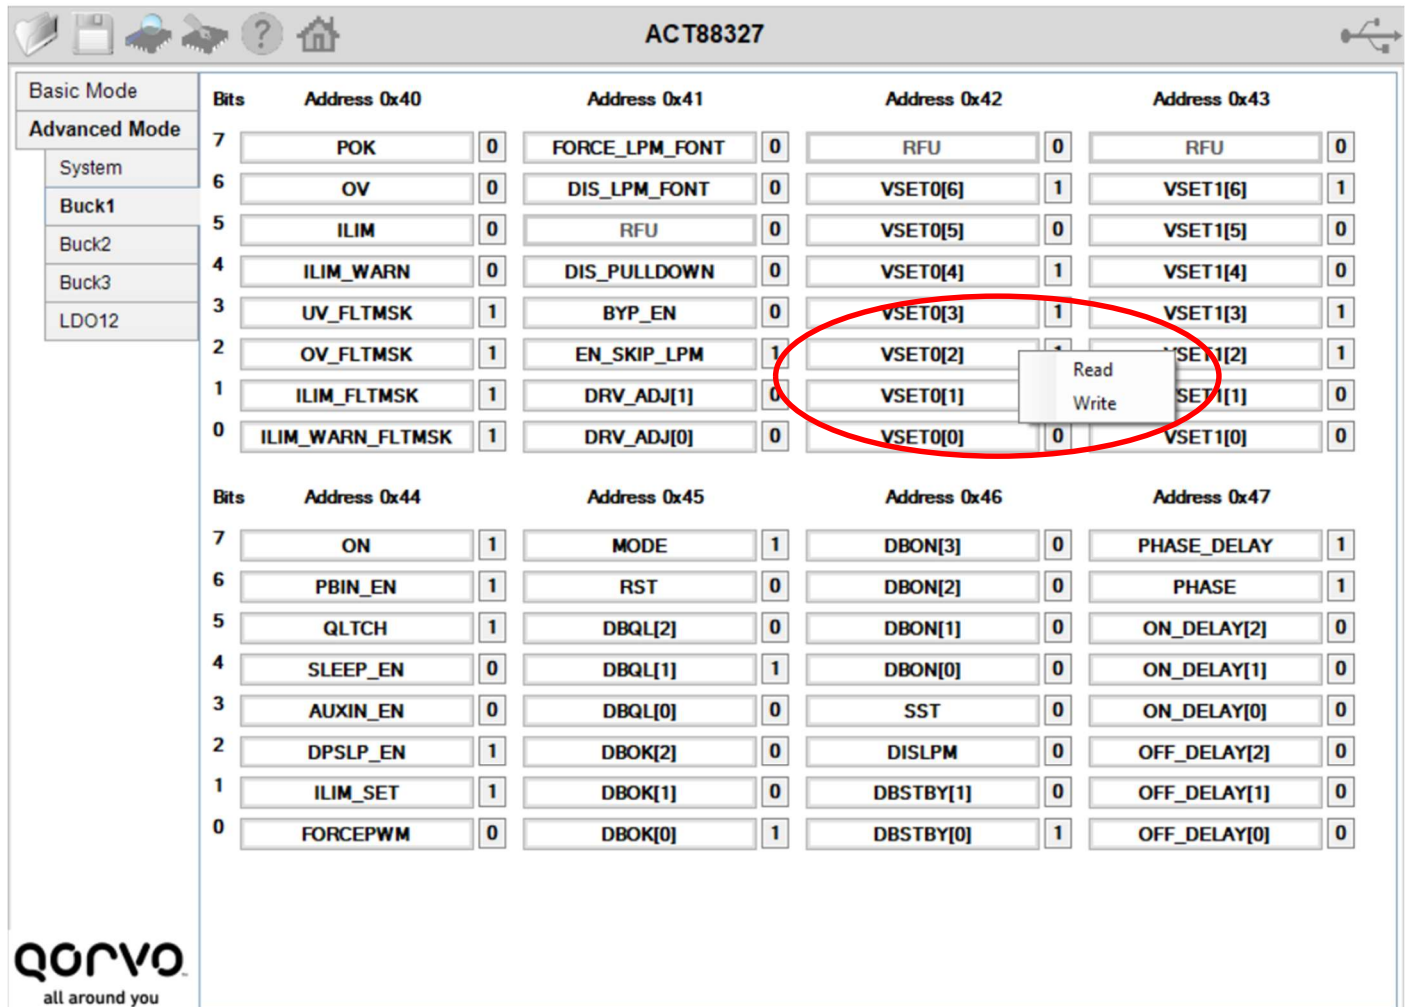 ACT88327
Basic Mode
Advanced Mode
System
Buck1
Buck2
Buck3
LDO12
Bits Address 0x40 Address 0x41 Address 0x42 Address 0x43
7 POK 0 FORCE_LPM_FONT 0 RFU 0 RFU 0
6 OV 0 DIS_LPM_FONT 0 VSET0[6] 1 VSET1[6] 1
5 ILIM 0 RFU 0 VSET0[5] 0 VSET1[5] 0
4 ILIM_WARN 0 DIS_PULLDOWN 0 VSET0[4] 1 VSET1[4] 0
3 UV_FLTMSK 1 BYP_EN 0 VSET0[3] 1 VSET1[3] 1
2 OV_FLTMSK 1 EN_SKIP_LPM 1 VSET0[2] 1
Read
1 ILIM_FLTMSK 1 DRV_ADJ[1] 0 VSET0[1] 0
Write
0 ILIM_WARN_FLTMSK 1 DRV_ADJ[0] 0 VSET0[0] 0 VSET1[0] 0
Bits Address 0x44 Address 0x45 Address 0x46 Address 0x47
7 ON 1 MODE 1 DBON[3] 0 PHASE_DELAY 1
6 PBIN_EN 1 RST 0 DBON[2] 0 PHASE 1
5 QLTCH 1 DBQL[2] 0 DBON[1] 0 ON_DELAY[2] 0
4 SLEEP_EN 0 DBQL[1] 1 DBON[0] 0 ON_DELAY[1] 0
3 AUXIN_EN 0 DBQL[0] 0 SST 0 ON_DELAY[0] 0
2 DPSLP_EN 1 DBOK[2] 0 DISLPM 0 OFF_DELAY[2] 0
1 ILIM_SET 1 DBOK[1] 0 DBSTBY[1] 0 OFF_DELAY[1] 0
0 FORCEPWM 0 DBOK[0] 1 DBSTBY[0] 1 OFF_DELAY[0] 0
QORVO
all around you